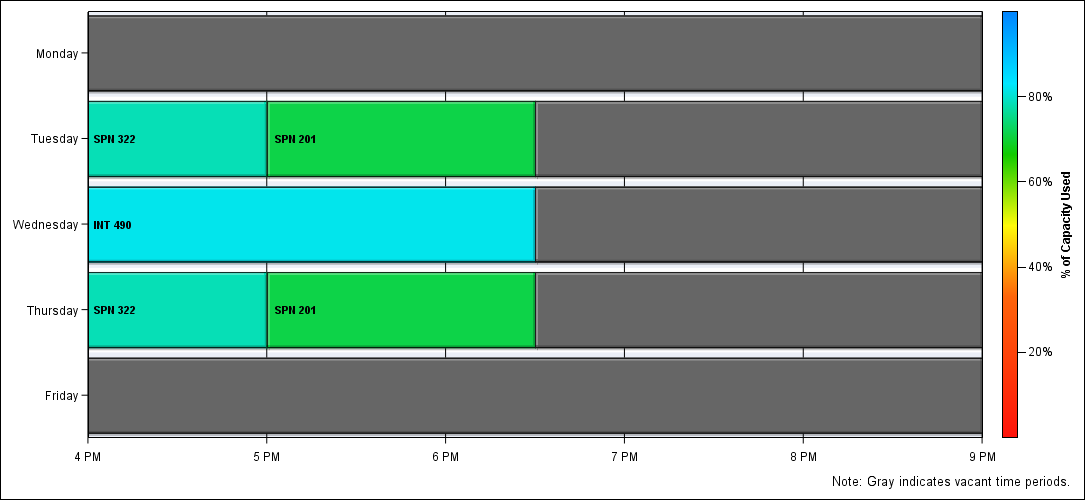 Monday
Tuesday
SPN 322
SPN 201
Wednesday
INT 490
Thursday
SPN 322
SPN 201
Friday
4 PM
5 PM
6 PM
7 PM
8 PM
9 PM
80%
60%
40%
20%
% of Capacity Used
Note: Gray indicates vacant time periods.